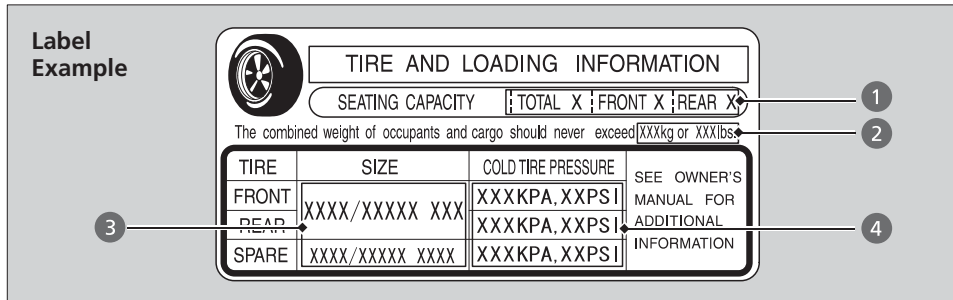 Label
Example
TIRE AND LOADING INFORMATION
SEATING CAPACITY TOTAL X FRONT X REAR X
1
The combined weight of occupants and cargo should never exceed XXXkg or XXXlbs.
2
TIRE SIZE COLD TIRE PRESSURE
SEE OWNER'S
MANUAL FOR
ADDITIONAL
INFORMATION
FRONT XXXX/XXXXX XXX XXXKPA,XXPSI
3
REAR XXXKPA,XXPSI
4
SPARE XXXX/XXXXX XXXX XXXKPA,XXPSI